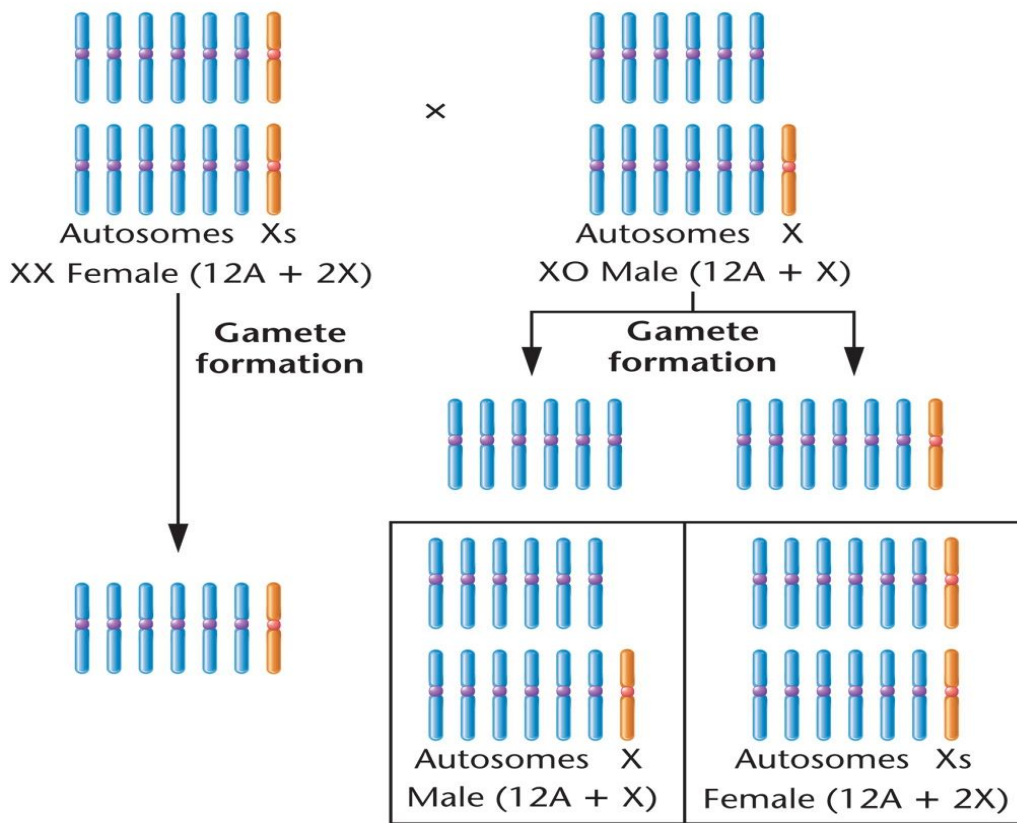 ×
Autosomes Xs
XX Female (12A + 2X)
Autosomes X
XO Male (12A + X)
Gamete
formation
Gamete
formation
Autosomes X
Male (12A + X)
Autosomes Xs
Female (12A + 2X)